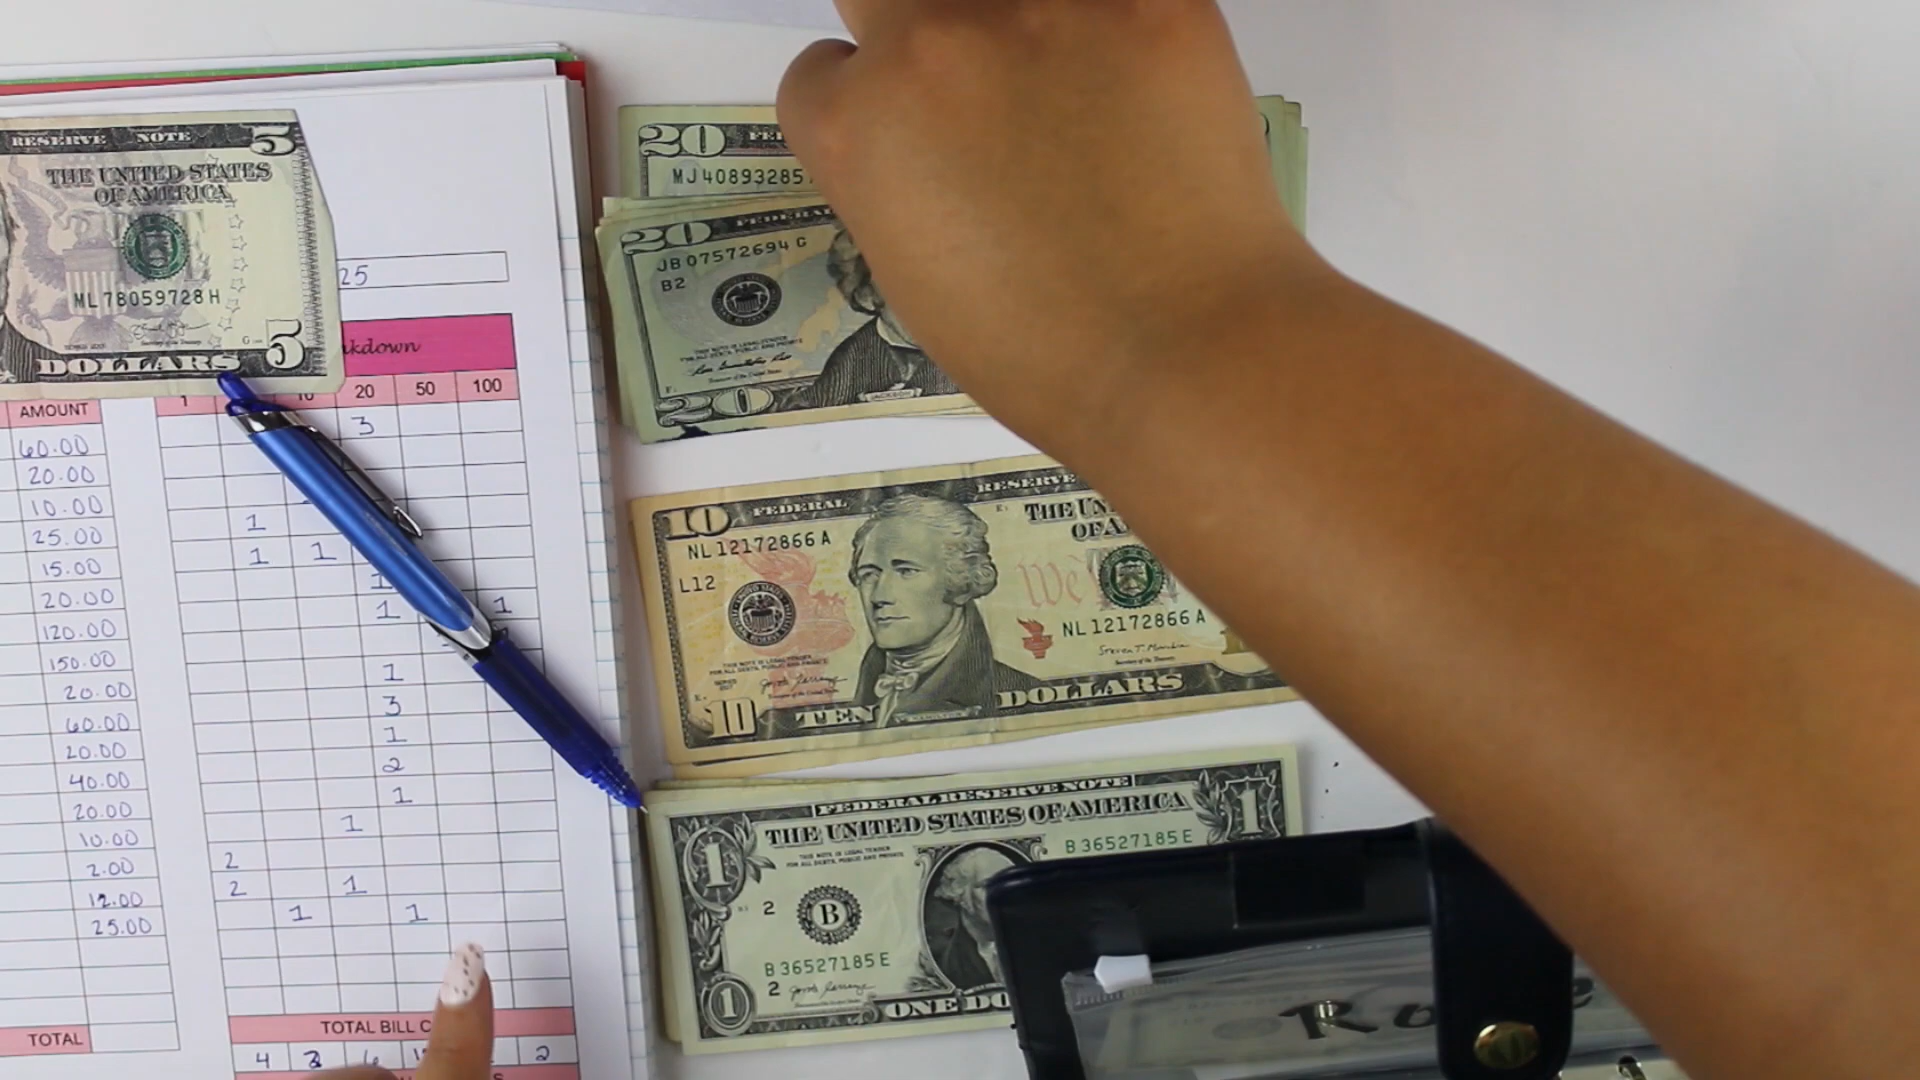 RESERVE NOTE 5
THE UNITED STATES
OF AMERICA
ML 78059728 H
5
DOLLARS
25
kdown
AMOUNT
1 10 20 50 100
60.00 3
20.00
10.00
25.00 1
15.00 1 1
20.00 1
120.00 1 1
150.00
20.00 1
60.00 3
20.00 1
40.00 2
20.00 1
10.00 1
2.00 2
12.00 2 1
25.00 1 1
TOTAL
TOTAL BILL C
4 2
20
MJ 40893285
20 FEDERAL
JB 07572694 G
B2
20
JACKSON
10 FEDERAL RESERVE
THE UN
OF A
NL 12172866 A
L12
We
NL 12172866 A
10 TEN DOLLARS
FEDERAL RESERVE NOTE
THE UNITED STATES OF AMERICA
1 1
B 36527185 E
2 B
B 36527185 E
2
1 ONE DO